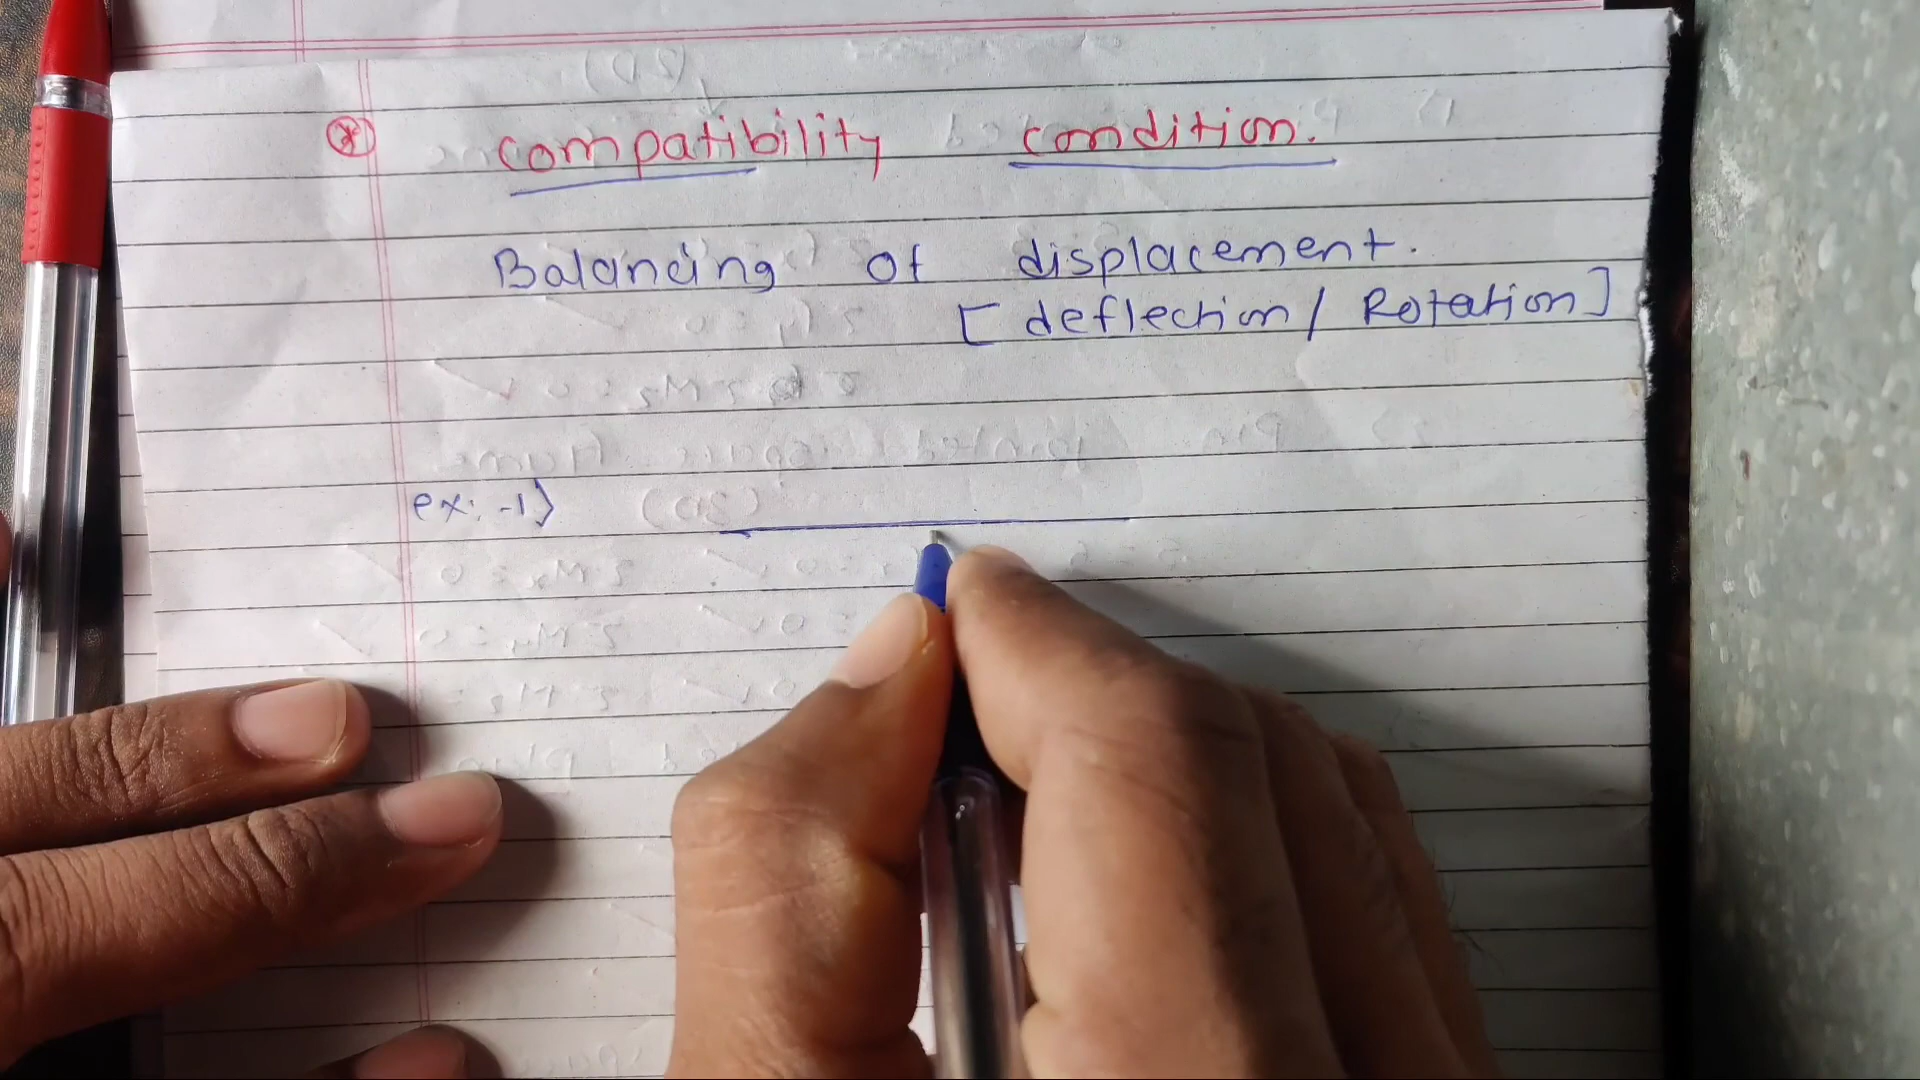 (*) compatibility condition.
Balancing of displacement.
[deflection / Rotation]
ex:-1)